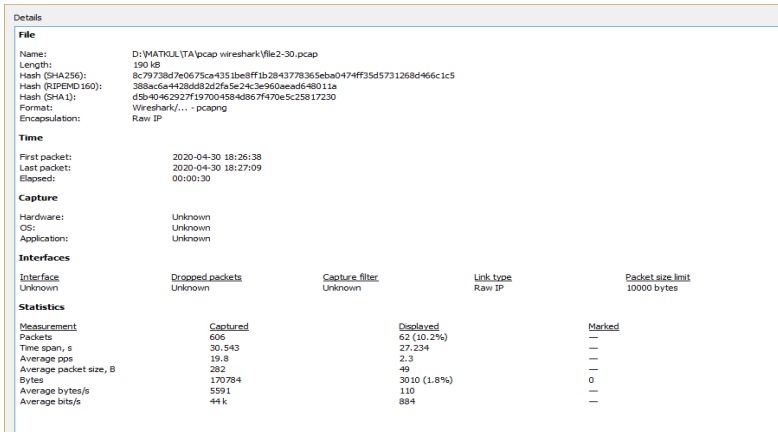 Details
File
Name: D:\MATKUL\TA\pcap wireshark\file2-30.pcap
Length: 190 kB
Hash (SHA256): 8c79738d7e0675ca4351be8ff1b2843778365eba0474ff35d5731268d466c1c5
Hash (RIPEMD160): 388ac6a4428dd82d2fa5e24c3e960aead648011a
Hash (SHA1): d5b40462927f197004584d867f470e5c25817230
Format: Wireshark/... - pcapng
Encapsulation: Raw IP
Time
First packet: 2020-04-30 18:26:38
Last packet: 2020-04-30 18:27:09
Elapsed: 00:00:30
Capture
Hardware: Unknown
OS: Unknown
Application: Unknown
Interfaces
Interface Dropped packets Capture filter Link type Packet size limit
Unknown Unknown Unknown Raw IP 10000 bytes
Statistics
Measurement Captured Displayed Marked
Packets 606 62 (10.2%) —
Time span, s 30.543 27.234 —
Average pps 19.8 2.3 —
Average packet size, B 282 49 —
Bytes 170784 3010 (1.8%) 0
Average bytes/s 5591 110 —
Average bits/s 44 k 884 —